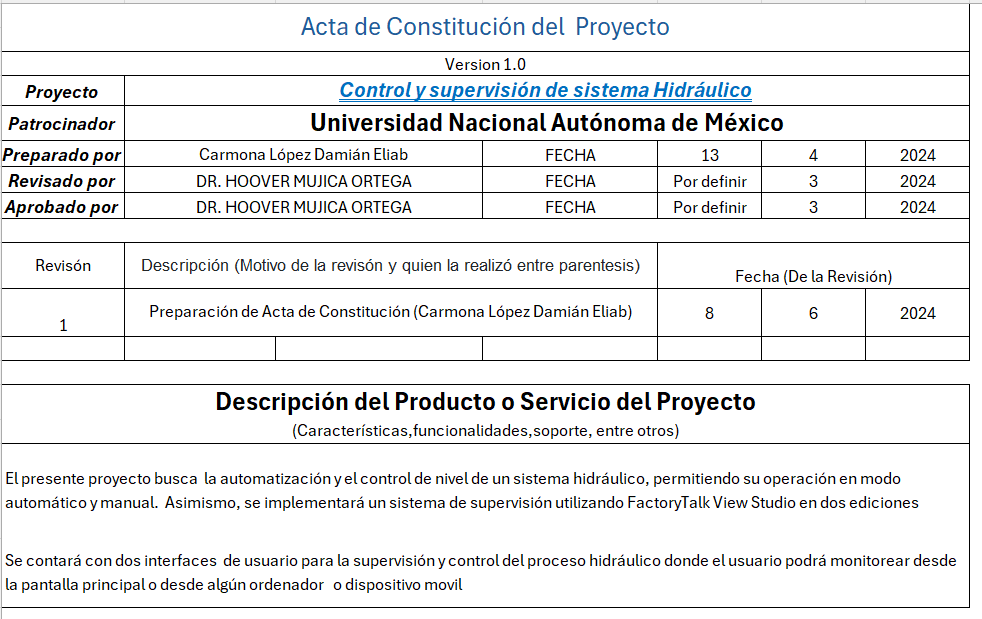 Acta de Constitución del Proyecto
Version 1.0
Proyecto Control y supervisión de sistema Hidráulico
Patrocinador Universidad Nacional Autónoma de México
Preparado por Carmona López Damián Eliab FECHA 13 4 2024
Revisado por DR. HOOVER MUJICA ORTEGA FECHA Por definir 3 2024
Aprobado por DR. HOOVER MUJICA ORTEGA FECHA Por definir 3 2024
Revisón Descripción (Motivo de la revisón y quien la realizó entre parentesis) Fecha (De la Revisión)
1 Preparación de Acta de Constitución (Carmona López Damián Eliab) 8 6 2024
Descripción del Producto o Servicio del Proyecto
(Características,funcionalidades,soporte, entre otros)
El presente proyecto busca la automatización y el control de nivel de un sistema hidráulico, permitiendo su operación en modo
automático y manual. Asimismo, se implementará un sistema de supervisión utilizando FactoryTalk View Studio en dos ediciones
Se contará con dos interfaces de usuario para la supervisión y control del proceso hidráulico donde el usuario podrá monitorear desde
la pantalla principal o desde algún ordenador o dispositivo movil